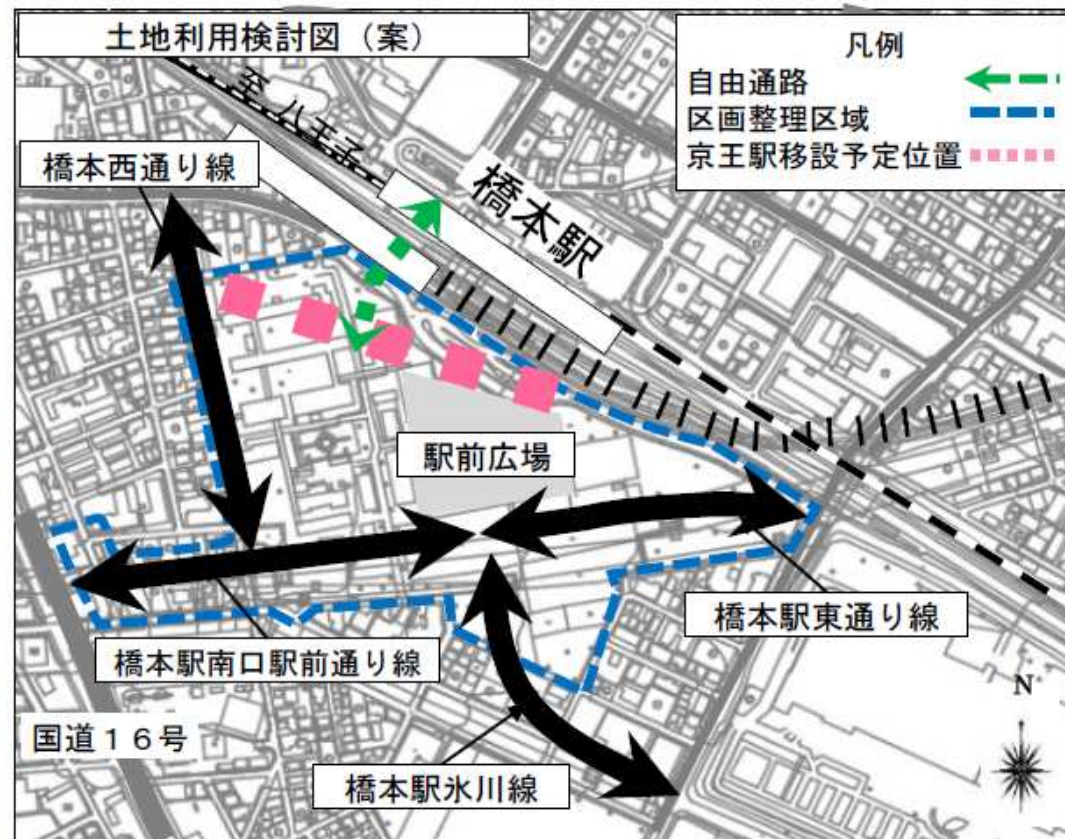 土地利用検討図（案）
凡例
自由通路
区画整理区域
京王駅移設予定位置
至 八王子
橋本西通り線
橋本駅
駅前広場
橋本駅東通り線
橋本駅南口駅前通り線
国道１６号
橋本駅氷川線
N